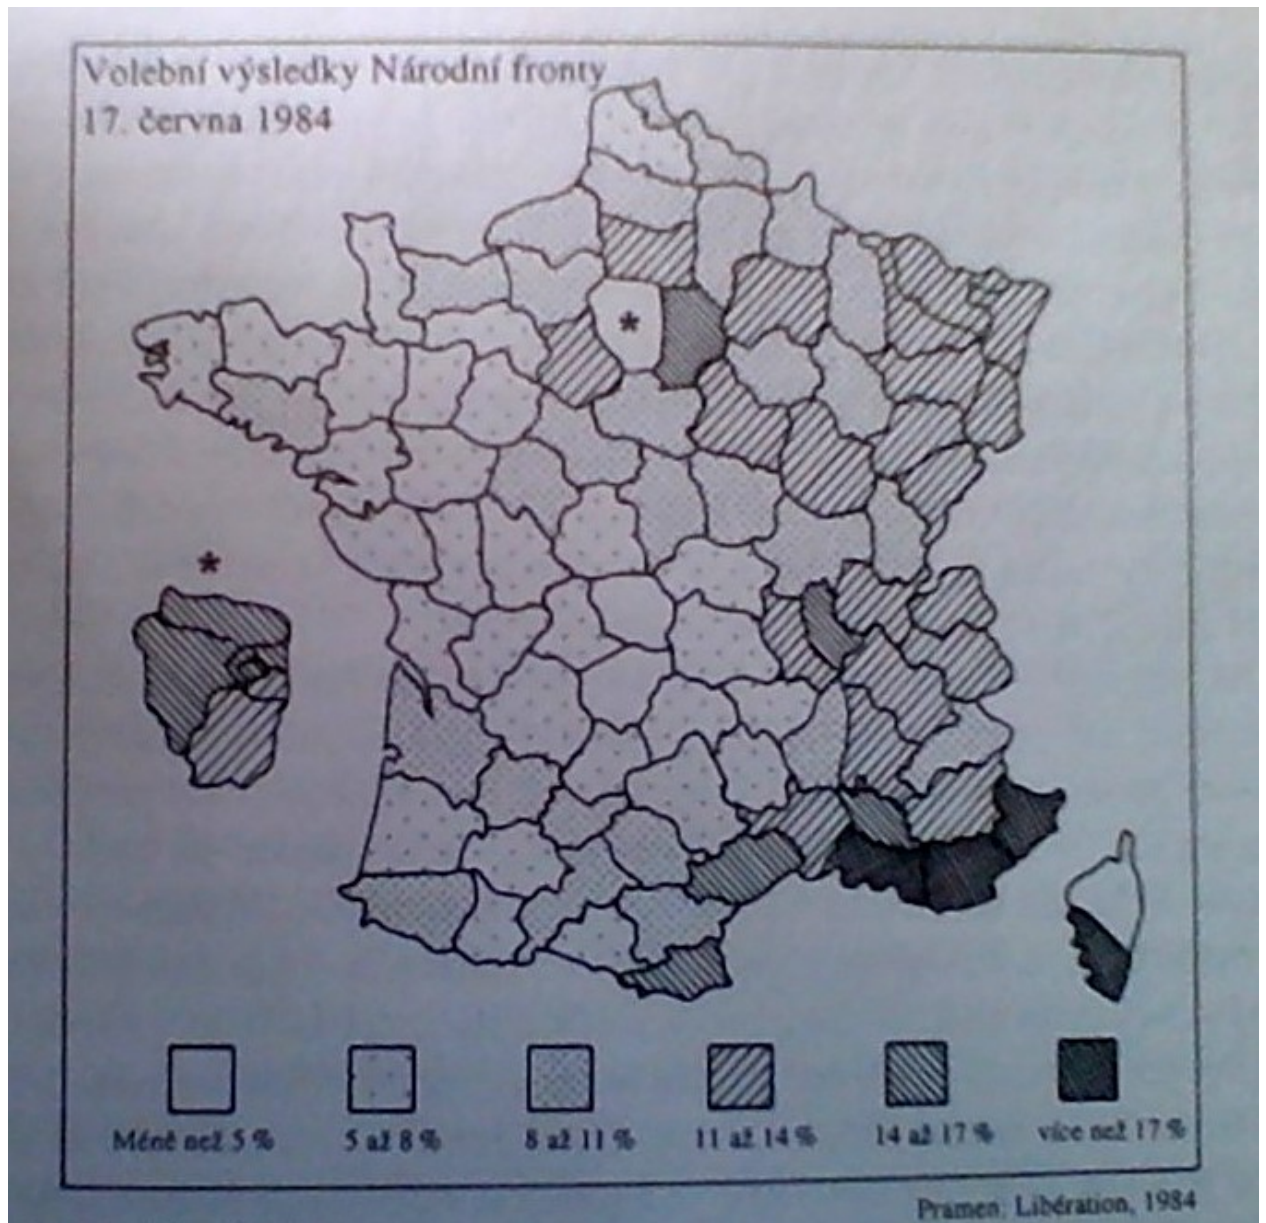 Volební výsledky Národní fronty
17. června 1984
*
*
Méně než 5 %
5 až 8 %
8 až 11 %
11 až 14 %
14 až 17 %
více než 17 %
Pramen: Libération, 1984